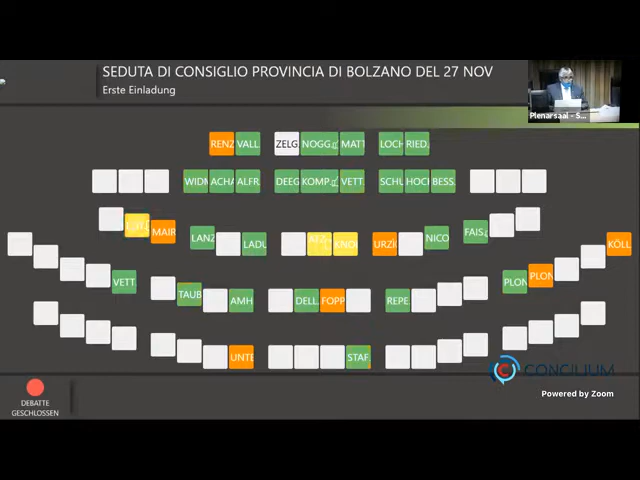 SEDUTA DI CONSIGLIO PROVINCIA DI BOLZANO DEL 27 NOV
Erste Einladung
Plenarsaal - S...
RENZ VALL ZELG NOGG MATT LOCH RIED
WIDM ACHA ALFR DEEG KOMP VETT SCHU HOCH BESS
MAIR LANZ LADU KNOL URZI NICO FAIS KÖLL
VETT TAUB AMH DELL FOPP REPE PLON PLON
UNTE STAF
CONCILIUM
DEBATTE
GESCHLOSSEN
Powered by Zoom